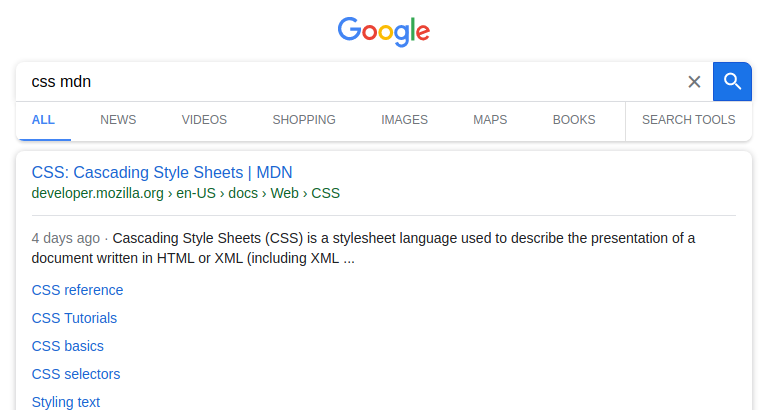 Google
css mdn
ALL NEWS VIDEOS SHOPPING IMAGES MAPS BOOKS SEARCH TOOLS
CSS: Cascading Style Sheets | MDN
developer.mozilla.org › en-US › docs › Web › CSS
4 days ago · Cascading Style Sheets (CSS) is a stylesheet language used to describe the presentation of a
document written in HTML or XML (including XML ...
CSS reference
CSS Tutorials
CSS basics
CSS selectors
Styling text